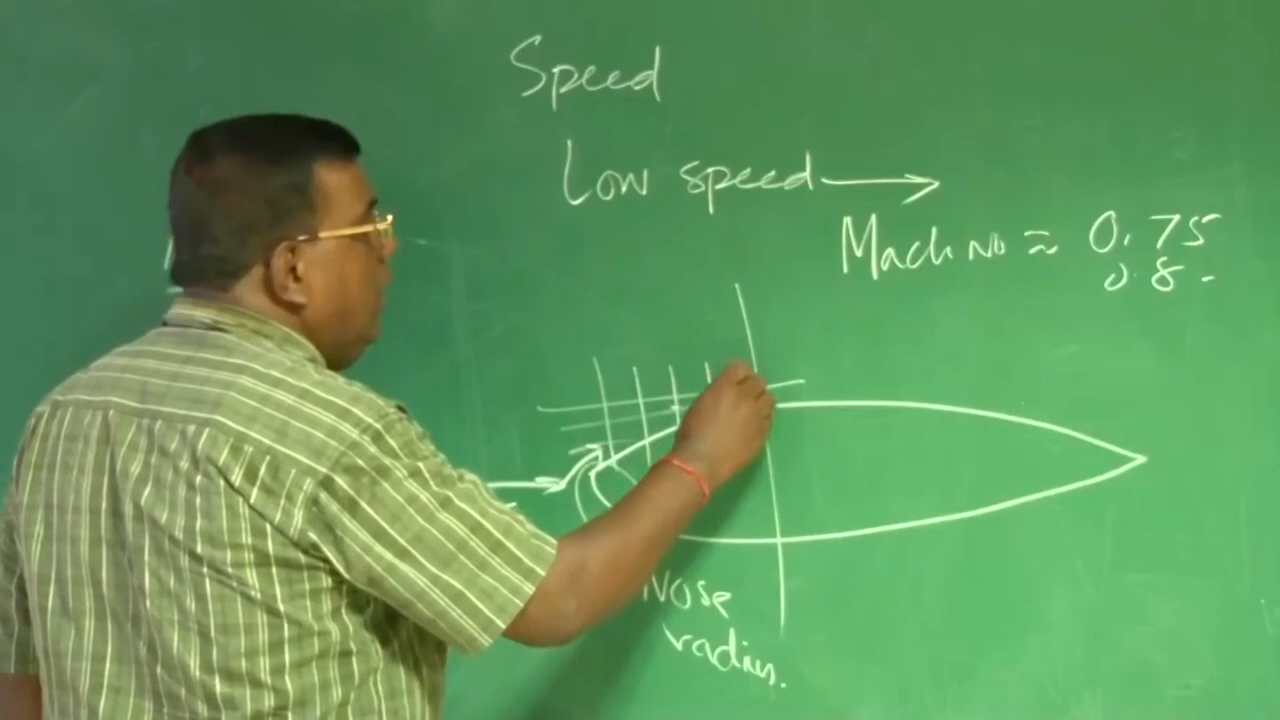 Speed
Low speed
Mach No ≈ 0.75
0.8
Nose
radius.